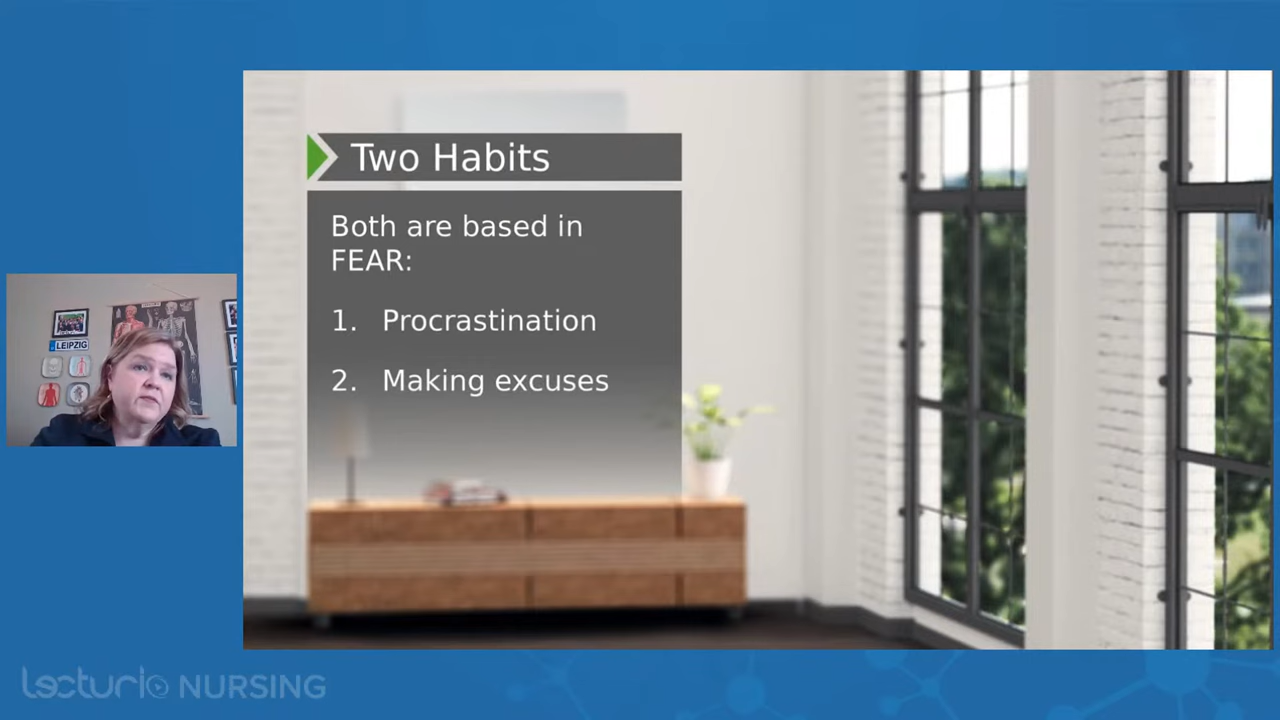 Two Habits
Both are based in
FEAR:
1. Procrastination
2. Making excuses
LEIPZIG
Lecturio NURSING